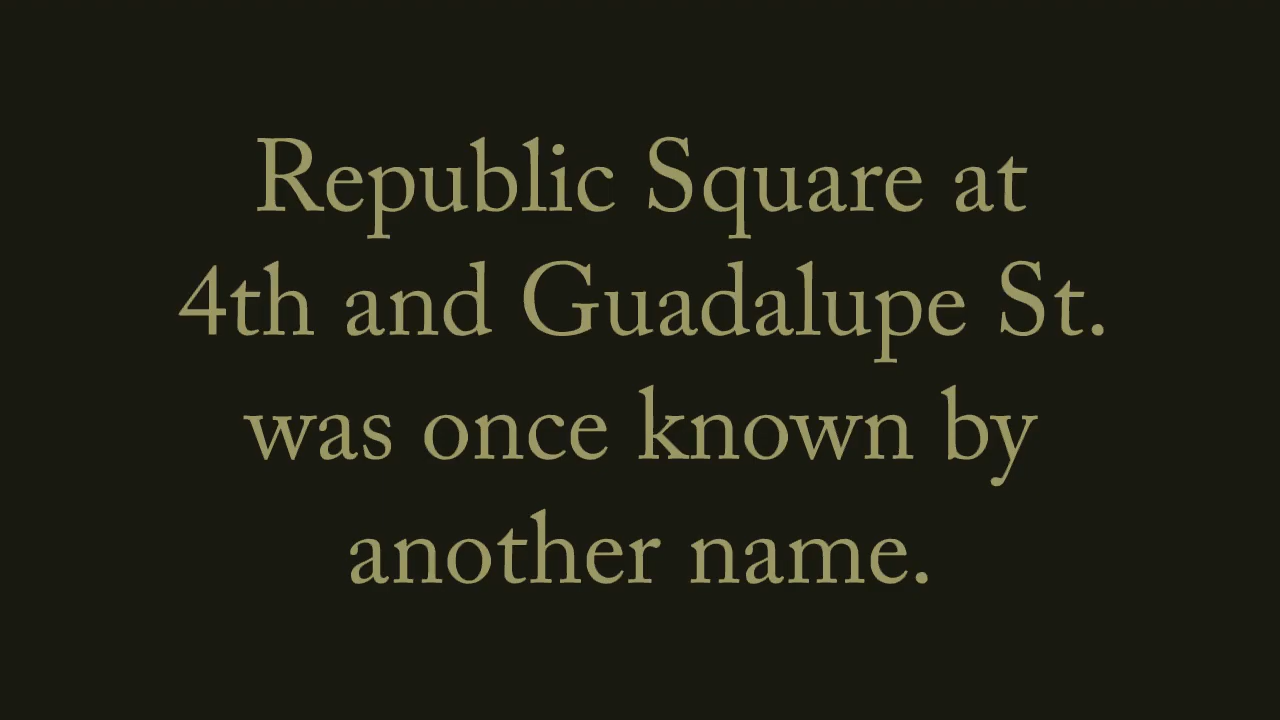 Republic Square at
4th and Guadalupe St.
was once known by
another name.